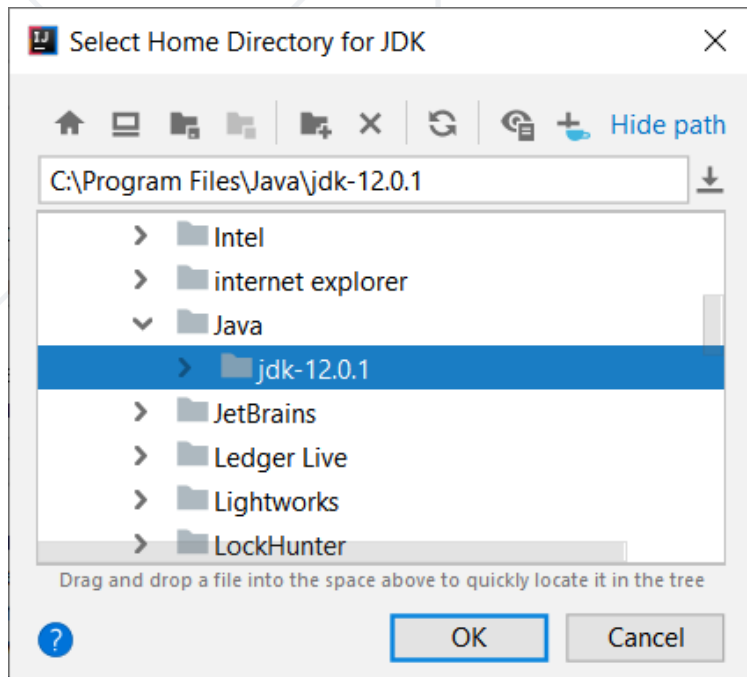 IJ Select Home Directory for JDK
Hide path
C:\Program Files\Java\jdk-12.0.1
Intel
internet explorer
Java
jdk-12.0.1
JetBrains
Ledger Live
Lightworks
LockHunter
Drag and drop a file into the space above to quickly locate it in the tree
? OK Cancel